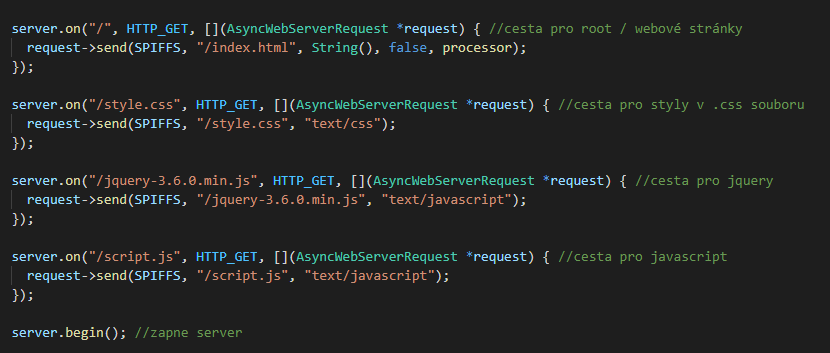 server.on("/", HTTP_GET, [](AsyncWebServerRequest *request) { //cesta pro root / webové stránky
  request->send(SPIFFS, "/index.html", String(), false, processor);
});

server.on("/style.css", HTTP_GET, [](AsyncWebServerRequest *request) { //cesta pro styly v .css souboru
  request->send(SPIFFS, "/style.css", "text/css");
});

server.on("/jquery-3.6.0.min.js", HTTP_GET, [](AsyncWebServerRequest *request) { //cesta pro jquery
  request->send(SPIFFS, "/jquery-3.6.0.min.js", "text/javascript");
});

server.on("/script.js", HTTP_GET, [](AsyncWebServerRequest *request) { //cesta pro javascript
  request->send(SPIFFS, "/script.js", "text/javascript");
});

server.begin(); //zapne server